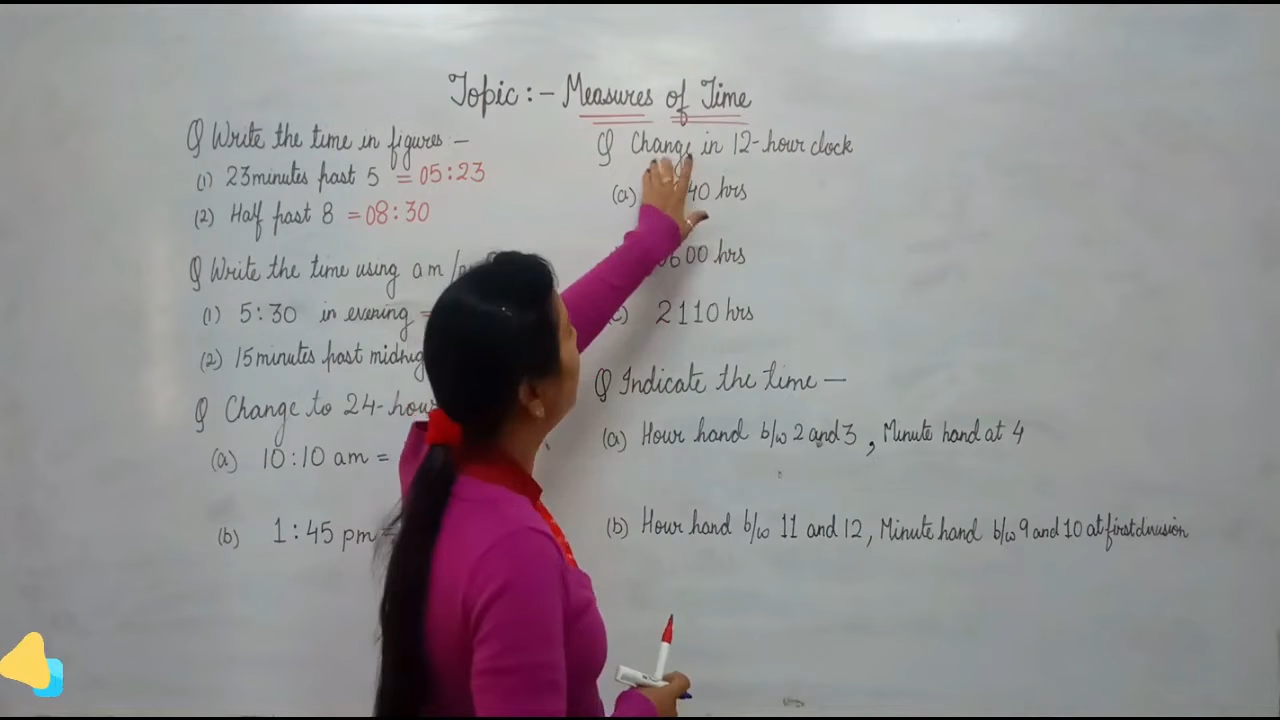 Topic :- Measures of Time
Q Write the time in figures :-
(1) 23 minutes past 5 = 05:23
(2) Half past 8 = 08:30
Q Write the time using am/
(1) 5:30 in evening =
(2) 15 minutes past
Q Change to 24-hour
(a) 10:10 am =
(b) 1:45 pm =
Q Change in 12-hour clock
(a) 40 hrs
600 hrs
(c) 2110 hrs
Q Indicate the time —
(a) Hour hand b/w 2 and 3, Minute hand at 4
(b) Hour hand b/w 11 and 12, Minute hand b/w 9 and 10 at first division